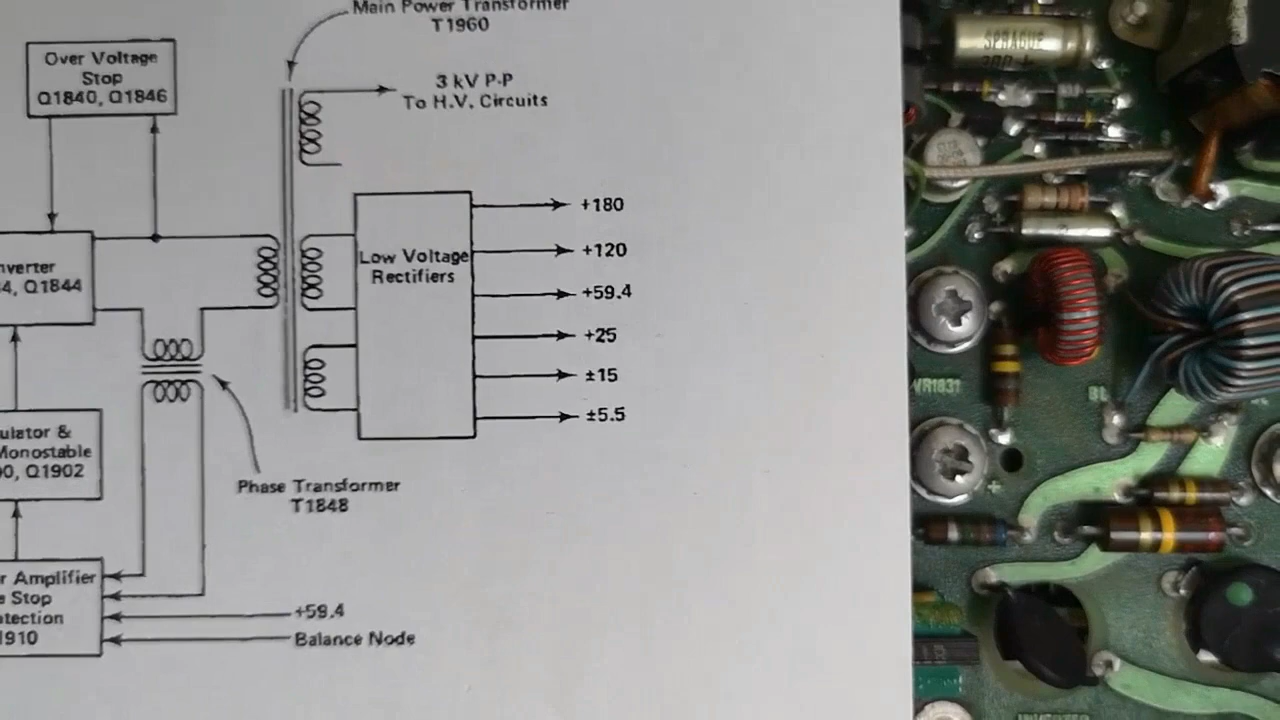 Main Power Transformer
T1960
Over Voltage
Stop
Q1840, Q1846
3 kV P-P
To H.V. Circuits
+180
+120
+59.4
+25
±15
±5.5
Low Voltage
Rectifiers
nverter
4, Q1844
ulator &
Monostable
00, Q1902
Phase Transformer
T1848
r Amplifier
e Stop
otection
1910
+59.4
Balance Node
SPRAGUE
VR1831